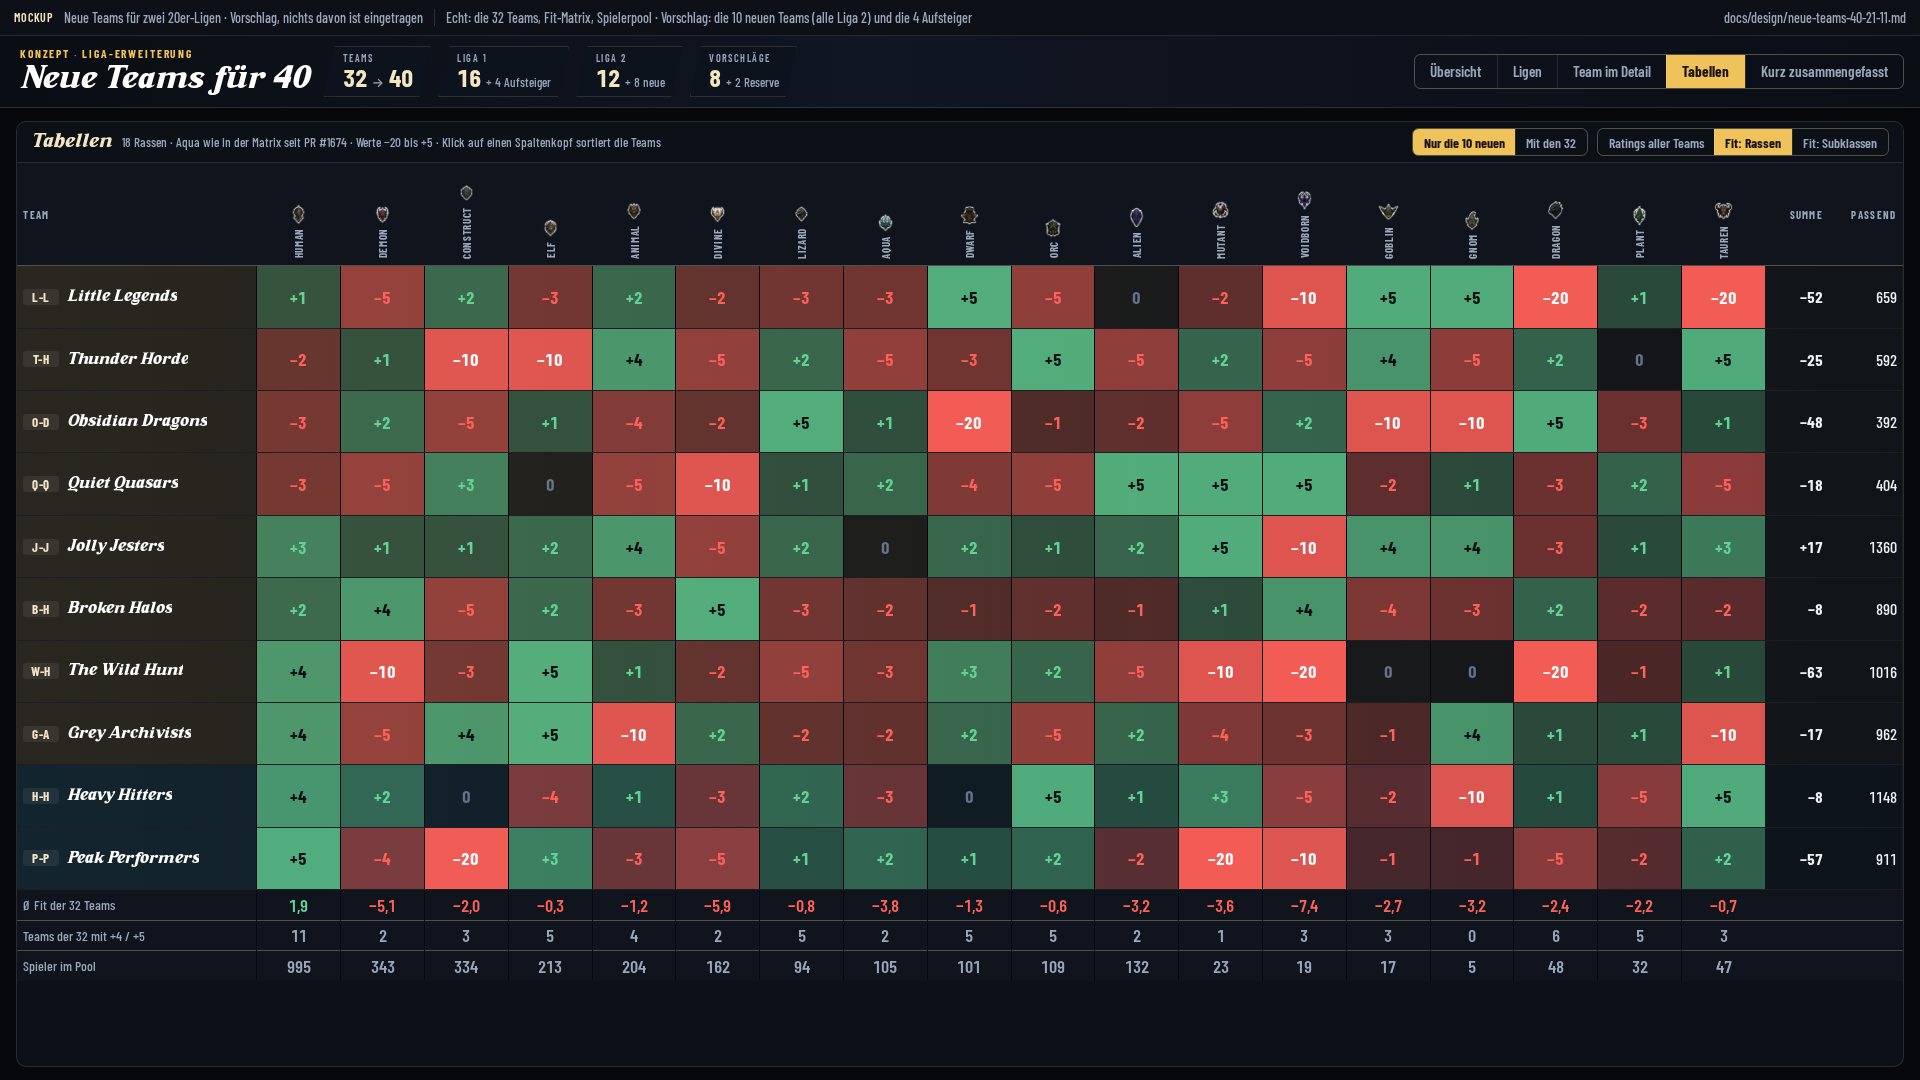 MOCKUP Neue Teams für zwei 20er-Ligen · Vorschlag, nichts davon ist eingetragen Echt: die 32 Teams, Fit-Matrix, Spielerpool · Vorschlag: die 10 neuen Teams (alle Liga 2) und die 4 Aufsteiger docs/design/neue-teams-40-21-11.md
KONZEPT · LIGA-ERWEITERUNG
Neue Teams für 40
TEAMS
32 → 40
LIGA 1
16 + 4 Aufsteiger
LIGA 2
12 + 8 neue
VORSCHLÄGE
8 + 2 Reserve
Übersicht Ligen Team im Detail Tabellen Kurz zusammengefasst
Tabellen 18 Rassen · Aqua wie in der Matrix seit PR #1674 · Werte −20 bis +5 · Klick auf einen Spaltenkopf sortiert die Teams
Nur die 10 neuen Mit den 32 Ratings aller Teams Fit: Rassen Fit: Subklassen
TEAM HUMAN DEMON CONSTRUCT ELF ANIMAL DIVINE LIZARD AQUA DWARF ORC ALIEN MUTANT VOIDBORN GOBLIN GNOM DRAGON PLANT TAUREN SUMME PASSEND
L-L Little Legends +1 −5 +2 −3 +2 −2 −3 −3 +5 −5 0 −2 −10 +5 +5 −20 +1 −20 −52 659
T-H Thunder Horde −2 +1 −10 −10 +4 −5 +2 −5 −3 +5 −5 +2 −5 +4 −5 +2 0 +5 −25 592
O-D Obsidian Dragons −3 +2 −5 +1 −4 −2 +5 +1 −20 −1 −2 −5 +2 −10 −10 +5 −3 +1 −48 392
Q-Q Quiet Quasars −3 −5 +3 0 −5 −10 +1 +2 −4 −5 +5 +5 +5 −2 +1 −3 +2 −5 −18 404
J-J Jolly Jesters +3 +1 +1 +2 +4 −5 +2 0 +2 +1 +2 +5 −10 +4 +4 −3 +1 +3 +17 1360
B-H Broken Halos +2 +4 −5 +2 −3 +5 −3 −2 −1 −2 −1 +1 +4 −4 −3 +2 −2 −2 −8 890
W-H The Wild Hunt +4 −10 −3 +5 +1 −2 −5 −3 +3 +2 −5 −10 −20 0 0 −20 −1 +1 −63 1016
G-A Grey Archivists +4 −5 +4 +5 −10 +2 −2 −2 +2 −5 +2 −4 −3 −1 +4 +1 +1 −10 −17 962
H-H Heavy Hitters +4 +2 0 −4 +1 −3 +2 −3 0 +5 +1 +3 −5 −2 −10 +1 −5 +5 −8 1148
P-P Peak Performers +5 −4 −20 +3 −3 −5 +1 +2 +1 +2 −2 −20 −10 −1 −1 −5 −2 +2 −57 911
Ø Fit der 32 Teams 1,9 −5,1 −2,0 −0,3 −1,2 −5,9 −0,8 −3,8 −1,3 −0,6 −3,2 −3,6 −7,4 −2,7 −3,2 −2,4 −2,2 −0,7
Teams der 32 mit +4 / +5 11 2 3 5 4 2 5 2 5 5 2 1 3 3 0 6 5 3
Spieler im Pool 995 343 334 213 204 162 94 105 101 109 132 23 19 17 5 48 32 47